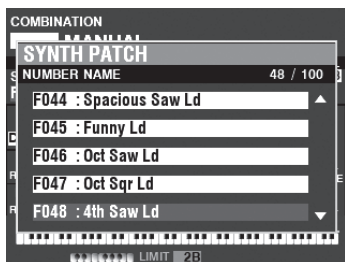 COMBINATION
SYNTH PATCH
NUMBER NAME 48 / 100
F044 : Spacious Saw Ld
F045 : Funny Ld
F046 : Oct Saw Ld
F047 : Oct Sqr Ld
F048 : 4th Saw Ld
LIMIT 2B